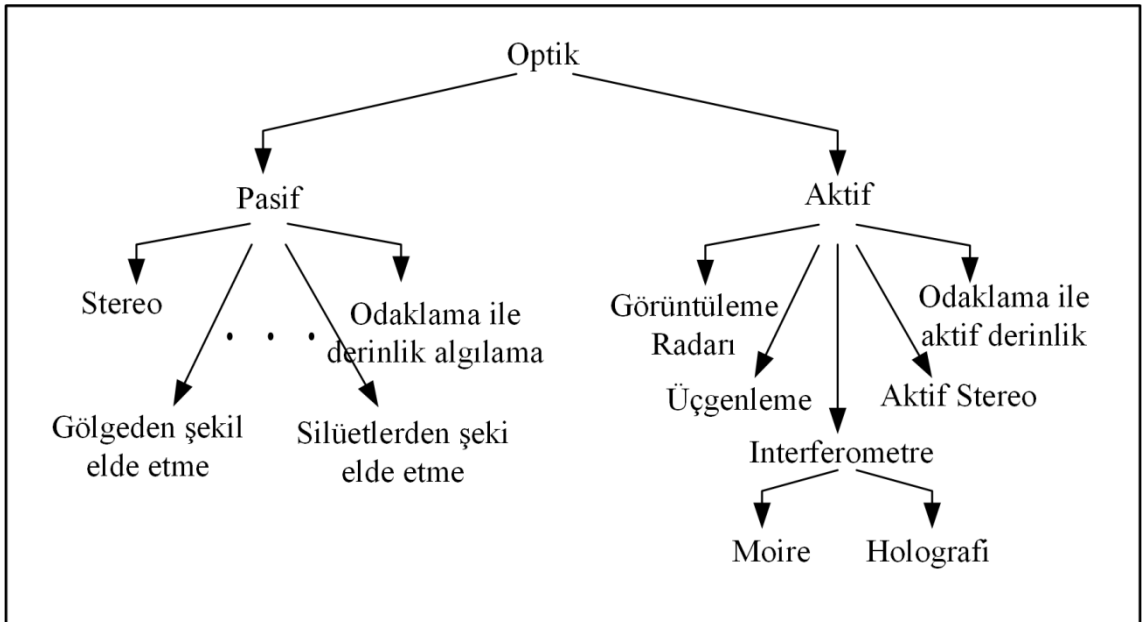 Optik
Pasif
Aktif
Stereo
Odaklama ile
derinlik algılama
. . .
Gölgeden şekil
elde etme
Silüetlerden şeki
elde etme
Görüntüleme
Radarı
Odaklama ile
aktif derinlik
Üçgenleme
Aktif Stereo
Interferometre
Moire
Holografi